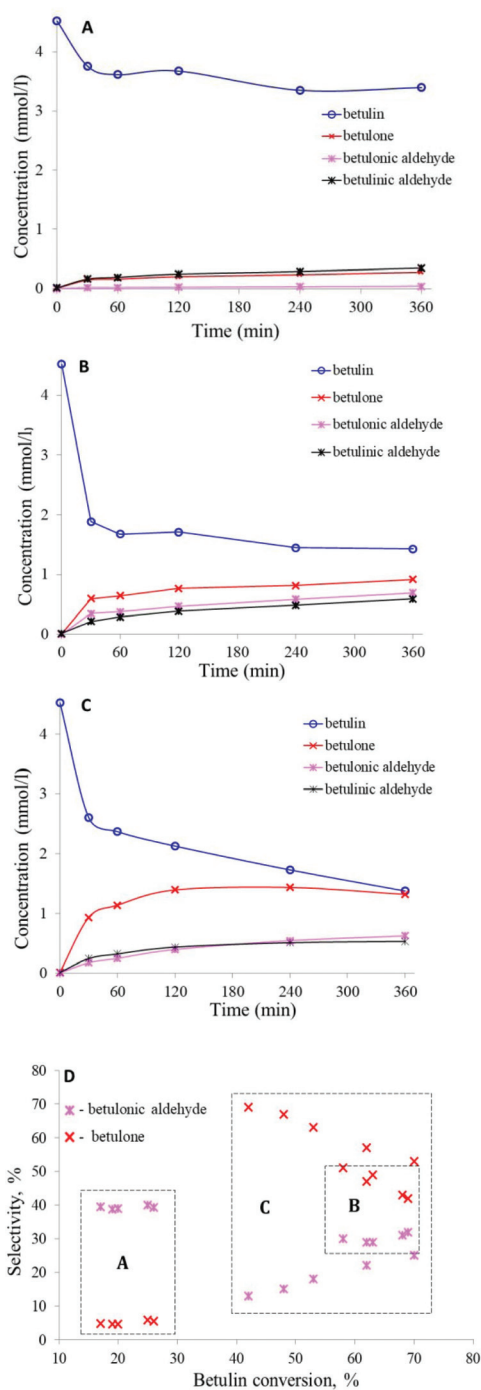 A
4
3
2
1
0
Concentration (mmol/l)
betulin
betulone
betulonic aldehyde
betulinic aldehyde
0 60 120 180 240 300 360
Time (min)
B
4
3
2
1
0
Concentration (mmol/l)
betulin
betulone
betulonic aldehyde
betulinic aldehyde
0 60 120 180 240 300 360
Time (min)
C
4
3
2
1
0
Concentration (mmol/l)
betulin
betulone
betulonic aldehyde
betulinic aldehyde
0 60 120 180 240 300 360
Time (min)
80
D
- betulonic aldehyde
- betulone
70
60
50
40
30
20
10
0
Selectivity, %
A
C
B
10 20 30 40 50 60 70 80
Betulin conversion, %